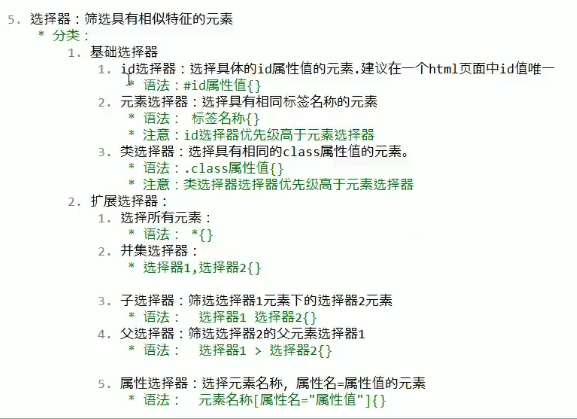 5. 选择器：筛选具有相似特征的元素
* 分类：
1. 基础选择器
1. id选择器：选择具体的id属性值的元素.建议在一个html页面中id值唯一
* 语法：#id属性值{}
2. 元素选择器：选择具有相同标签名称的元素
* 语法： 标签名称{}
* 注意：id选择器优先级高于元素选择器
3. 类选择器：选择具有相同的class属性值的元素。
* 语法：.class属性值{}
* 注意：类选择器选择器优先级高于元素选择器
2. 扩展选择器：
1. 选择所有元素：
* 语法： *{}
2. 并集选择器：
* 选择器1,选择器2{}
3. 子选择器：筛选选择器1元素下的选择器2元素
* 语法： 选择器1 选择器2{}
4. 父选择器：筛选选择器2的父元素选择器1
* 语法： 选择器1 > 选择器2{}
5. 属性选择器：选择元素名称，属性名=属性值的元素
* 语法： 元素名称[属性名="属性值"]{}